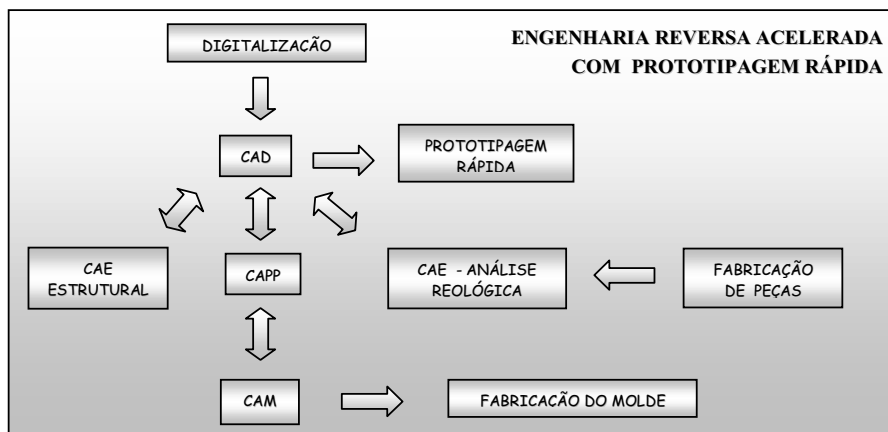 DIGITALIZAÇÃO
ENGENHARIA REVERSA ACELERADA
COM PROTOTIPAGEM RÁPIDA
CAD
PROTOTIPAGEM
RÁPIDA
CAE
ESTRUTURAL
CAPP
CAE - ANÁLISE
REOLÓGICA
FABRICAÇÃO
DE PEÇAS
CAM
FABRICAÇÃO DO MOLDE